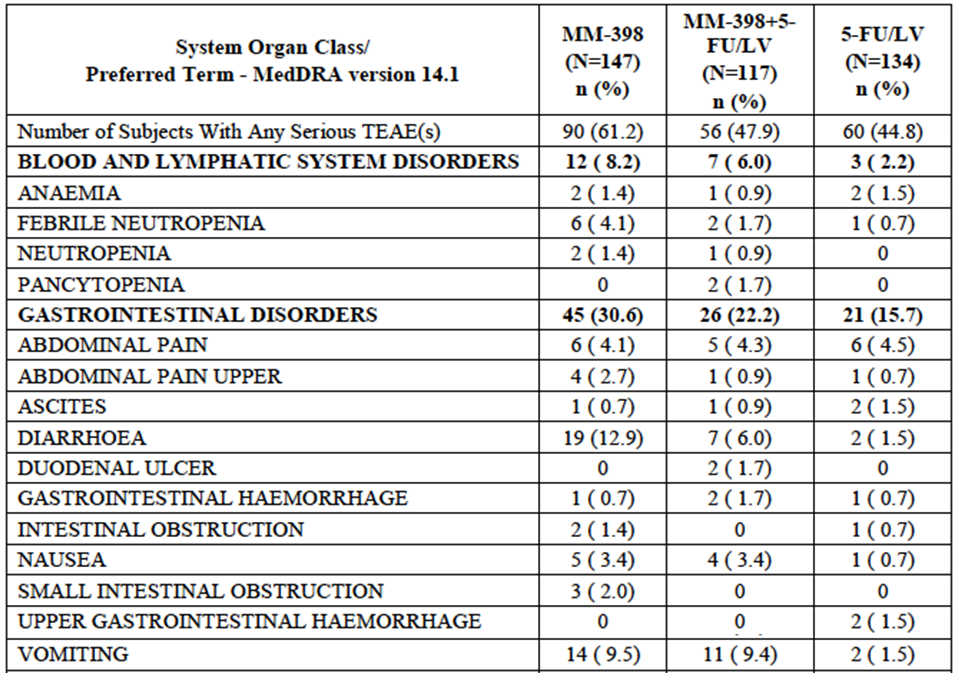 System Organ Class/
Preferred Term - MedDRA version 14.1
MM-398
(N=147)
n (%)
MM-398+5-
FU/LV
(N=117)
n (%)
5-FU/LV
(N=134)
n (%)
Number of Subjects With Any Serious TEAE(s) 90 (61.2) 56 (47.9) 60 (44.8)
BLOOD AND LYMPHATIC SYSTEM DISORDERS 12 ( 8.2) 7 ( 6.0) 3 ( 2.2)
ANAEMIA 2 ( 1.4) 1 ( 0.9) 2 ( 1.5)
FEBRILE NEUTROPENIA 6 ( 4.1) 2 ( 1.7) 1 ( 0.7)
NEUTROPENIA 2 ( 1.4) 1 ( 0.9) 0
PANCYTOPENIA 0 2 ( 1.7) 0
GASTROINTESTINAL DISORDERS 45 (30.6) 26 (22.2) 21 (15.7)
ABDOMINAL PAIN 6 ( 4.1) 5 ( 4.3) 6 ( 4.5)
ABDOMINAL PAIN UPPER 4 ( 2.7) 1 ( 0.9) 1 ( 0.7)
ASCITES 1 ( 0.7) 1 ( 0.9) 2 ( 1.5)
DIARRHOEA 19 (12.9) 7 ( 6.0) 2 ( 1.5)
DUODENAL ULCER 0 2 ( 1.7) 0
GASTROINTESTINAL HAEMORRHAGE 1 ( 0.7) 2 ( 1.7) 1 ( 0.7)
INTESTINAL OBSTRUCTION 2 ( 1.4) 0 1 ( 0.7)
NAUSEA 5 ( 3.4) 4 ( 3.4) 1 ( 0.7)
SMALL INTESTINAL OBSTRUCTION 3 ( 2.0) 0 0
UPPER GASTROINTESTINAL HAEMORRHAGE 0 0 2 ( 1.5)
VOMITING 14 ( 9.5) 11 ( 9.4) 2 ( 1.5)